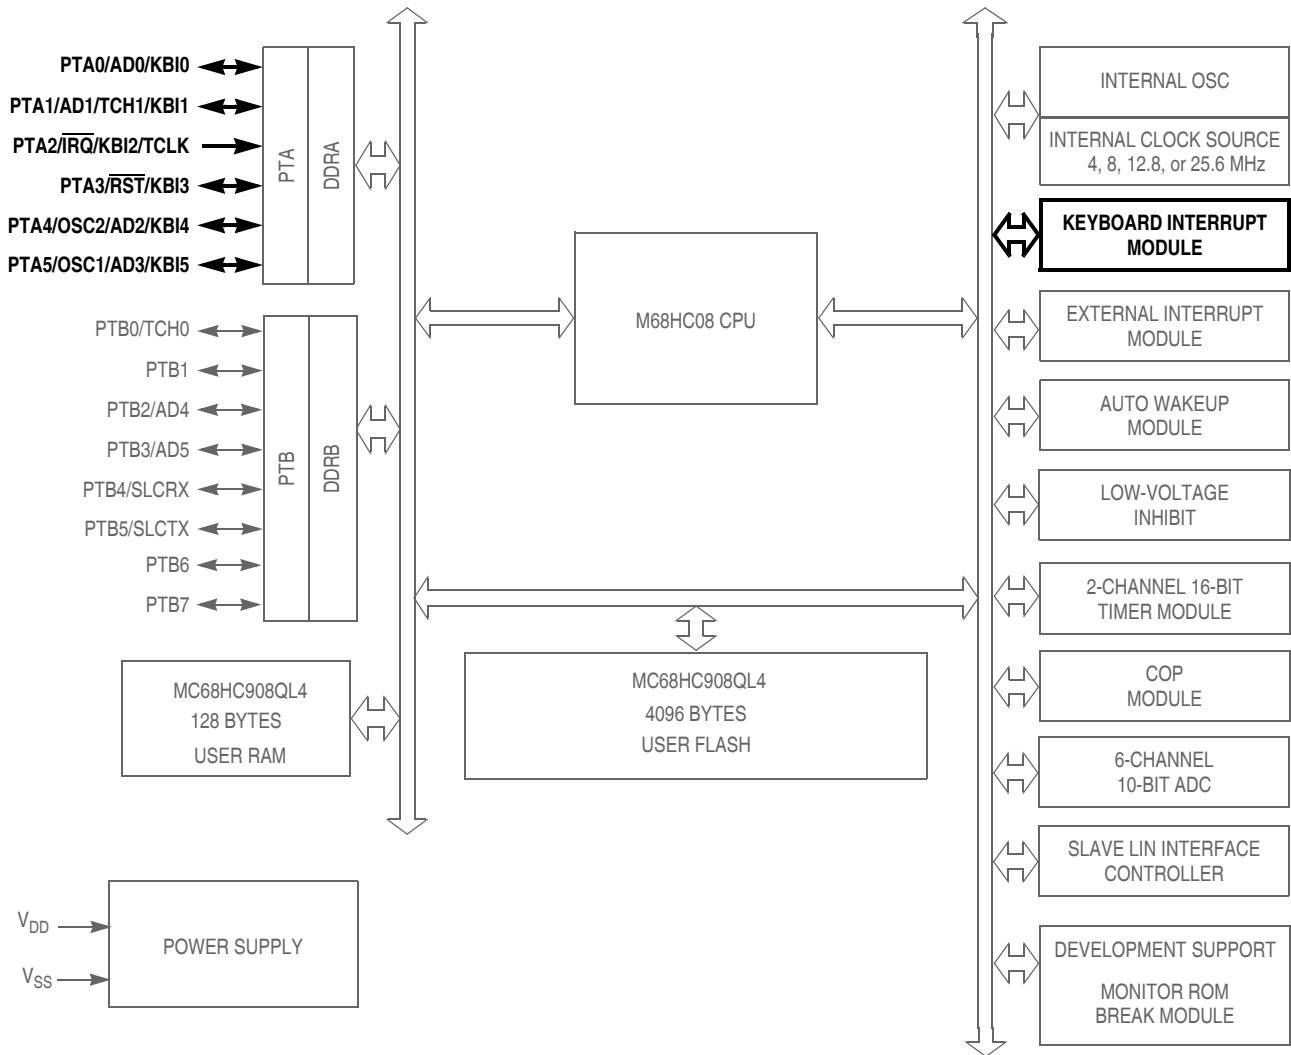 PTA0/AD0/KBI0
PTA1/AD1/TCH1/KBI1
PTA2/IRQ/KBI2/TCLK
PTA3/RST/KBI3
PTA4/OSC2/AD2/KBI4
PTA5/OSC1/AD3/KBI5
PTA
DDRA
PTB0/TCH0
PTB1
PTB2/AD4
PTB3/AD5
PTB4/SLCRX
PTB5/SLCTX
PTB6
PTB7
PTB
DDRB
M68HC08 CPU
MC68HC908QL4
128 BYTES
USER RAM
MC68HC908QL4
4096 BYTES
USER FLASH
VDD
VSS
POWER SUPPLY
INTERNAL OSC
INTERNAL CLOCK SOURCE
4, 8, 12.8, or 25.6 MHz
KEYBOARD INTERRUPT
MODULE
EXTERNAL INTERRUPT
MODULE
AUTO WAKEUP
MODULE
LOW-VOLTAGE
INHIBIT
2-CHANNEL 16-BIT
TIMER MODULE
COP
MODULE
6-CHANNEL
10-BIT ADC
SLAVE LIN INTERFACE
CONTROLLER
DEVELOPMENT SUPPORT
MONITOR ROM
BREAK MODULE